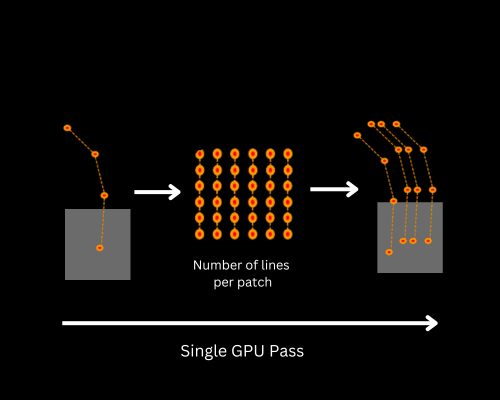 Number of lines
per patch
Single GPU Pass